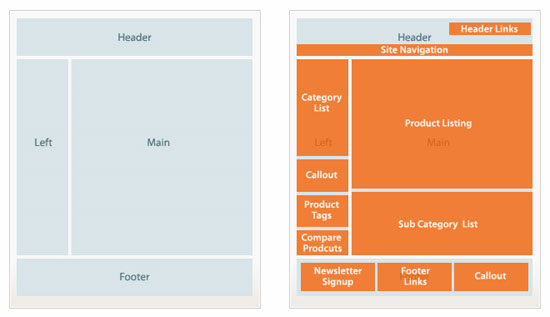 Header
Left
Main
Footer
Header Links
Header
Site Navigation
Category
List
Left
Callout
Product
Tags
Compare
Prodcuts
Product Listing
Main
Sub Category List
Newsletter
Signup
Footer
Links
Callout